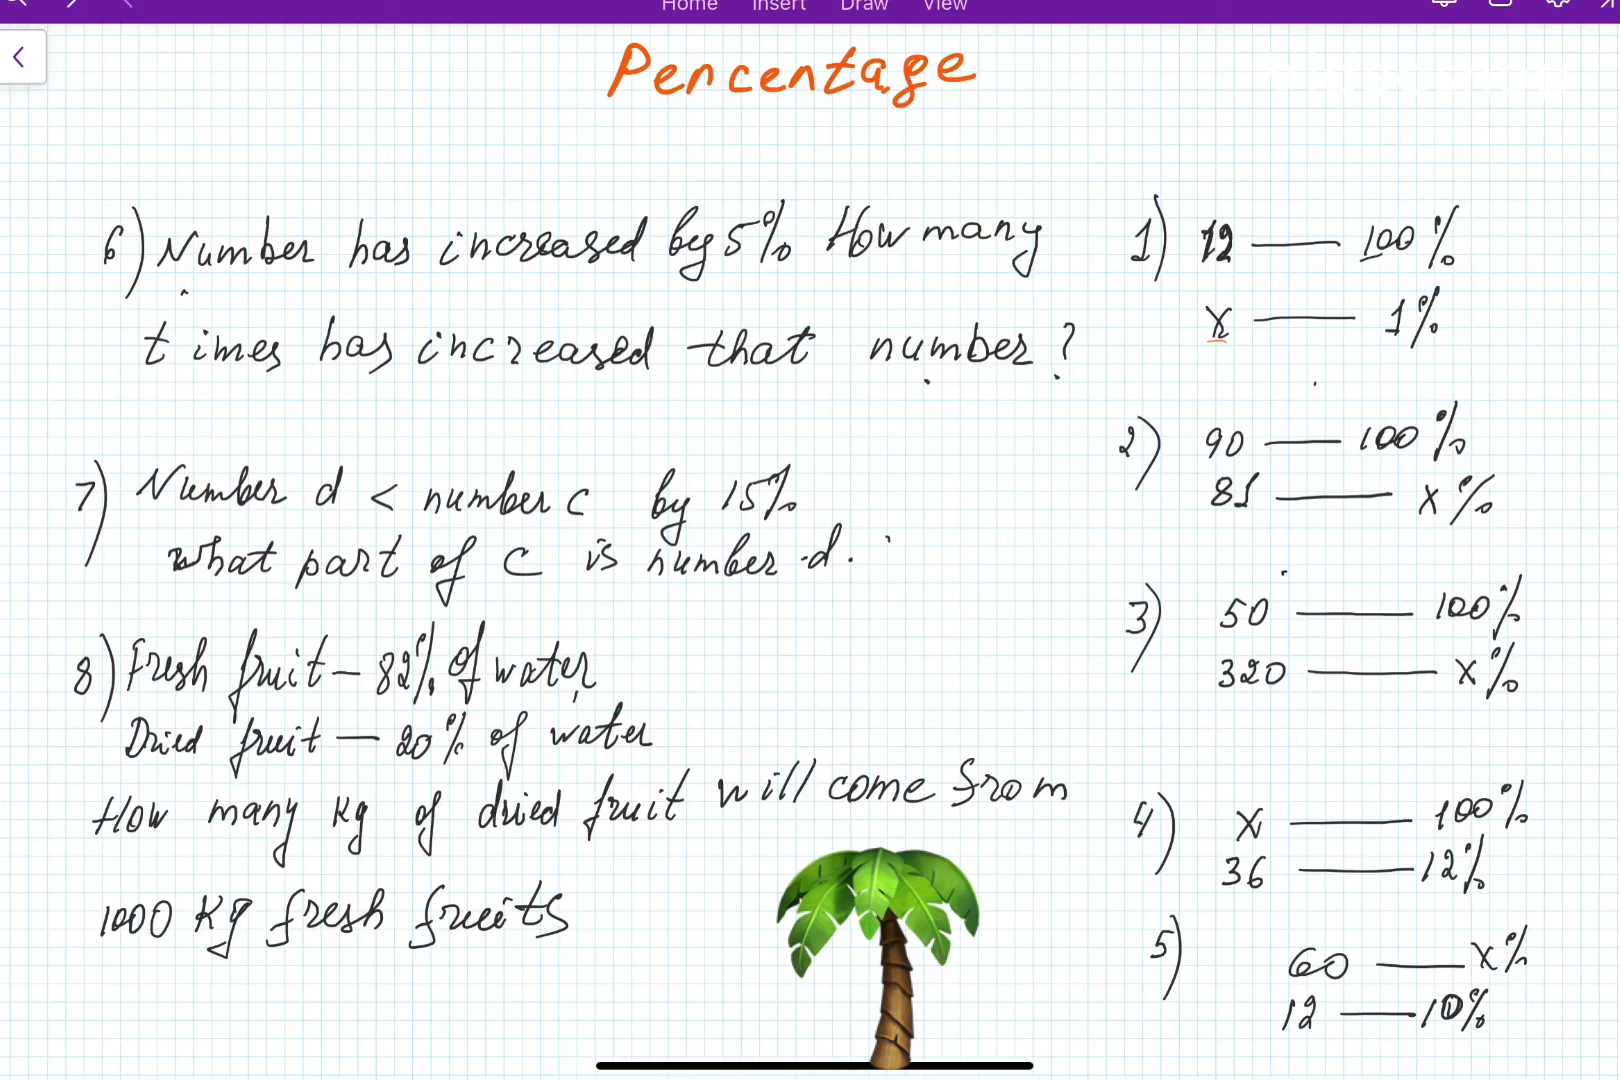 Home Insert Draw View
Percentage
6) Number has increased by 5% How many
times has increased that number?
7) Number d < number c by 15%
what part of c is number d.
8) Fresh fruit – 82% of water
Dried fruit — 20% of water
How many kg of dried fruit will come from
1000 kg fresh fruits
1) 12 — 100%
x — 1%
2) 90 — 100%
81 — x%
3) 50 — 100%
320 — x%
4) x — 100%
36 — 12%
5) 60 — x%
12 — 10%